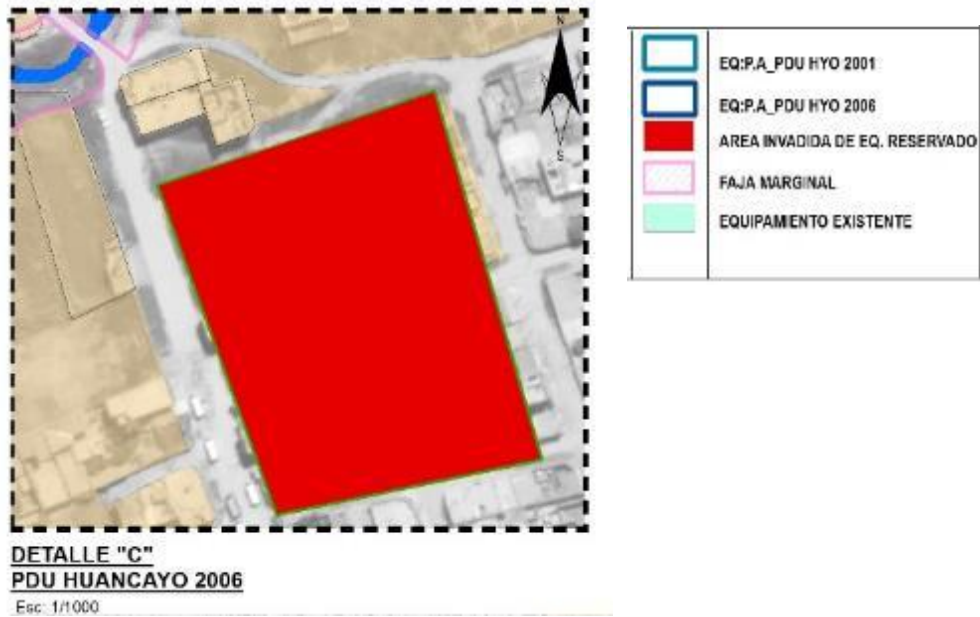 N
S
EQ:P.A_PDU HYO 2001
EQ:P.A_PDU HYO 2006
AREA INVADIDA DE EQ. RESERVADO
FAJA MARGINAL
EQUIPAMIENTO EXISTENTE
DETALLE "C"
PDU HUANCAYO 2006
Esc: 1/1000